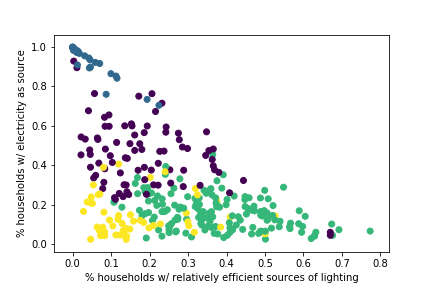 % households w/ electricity as source
1.0
0.8
0.6
0.4
0.2
0.0
0.0 0.1 0.2 0.3 0.4 0.5 0.6 0.7 0.8
% households w/ relatively efficient sources of lighting